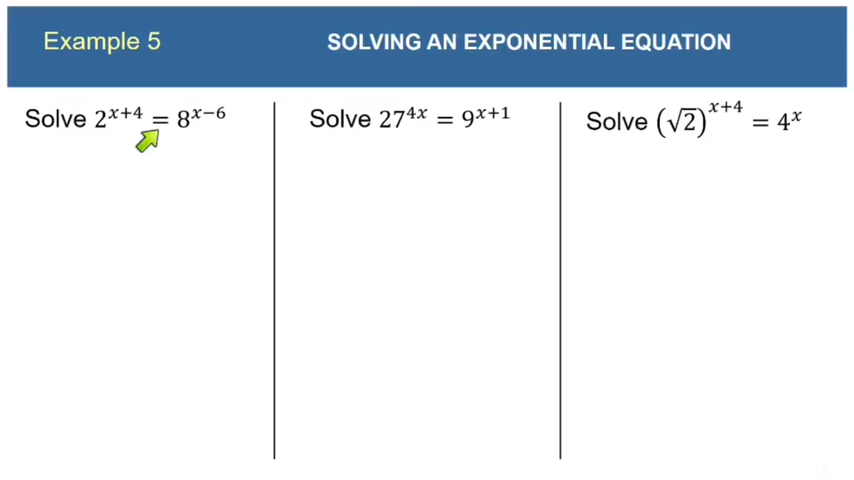 Example 5
SOLVING AN EXPONENTIAL EQUATION
Solve 2^{x+4} = 8^{x−6}
Solve 27^{4x} = 9^{x+1}
Solve (√2)^{x+4} = 4^x